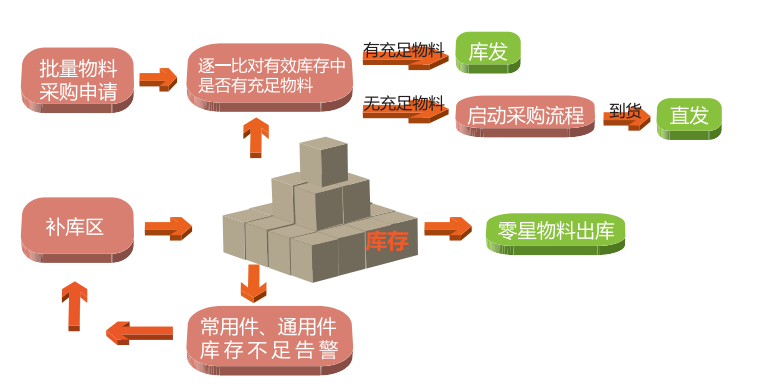 批量物料
采购申请
逐一比对有效库存中
是否有充足物料
有充足物料
库发
无充足物料
启动采购流程
到货
直发
补库区
库存
零星物料出库
常用件、通用件
库存不足告警